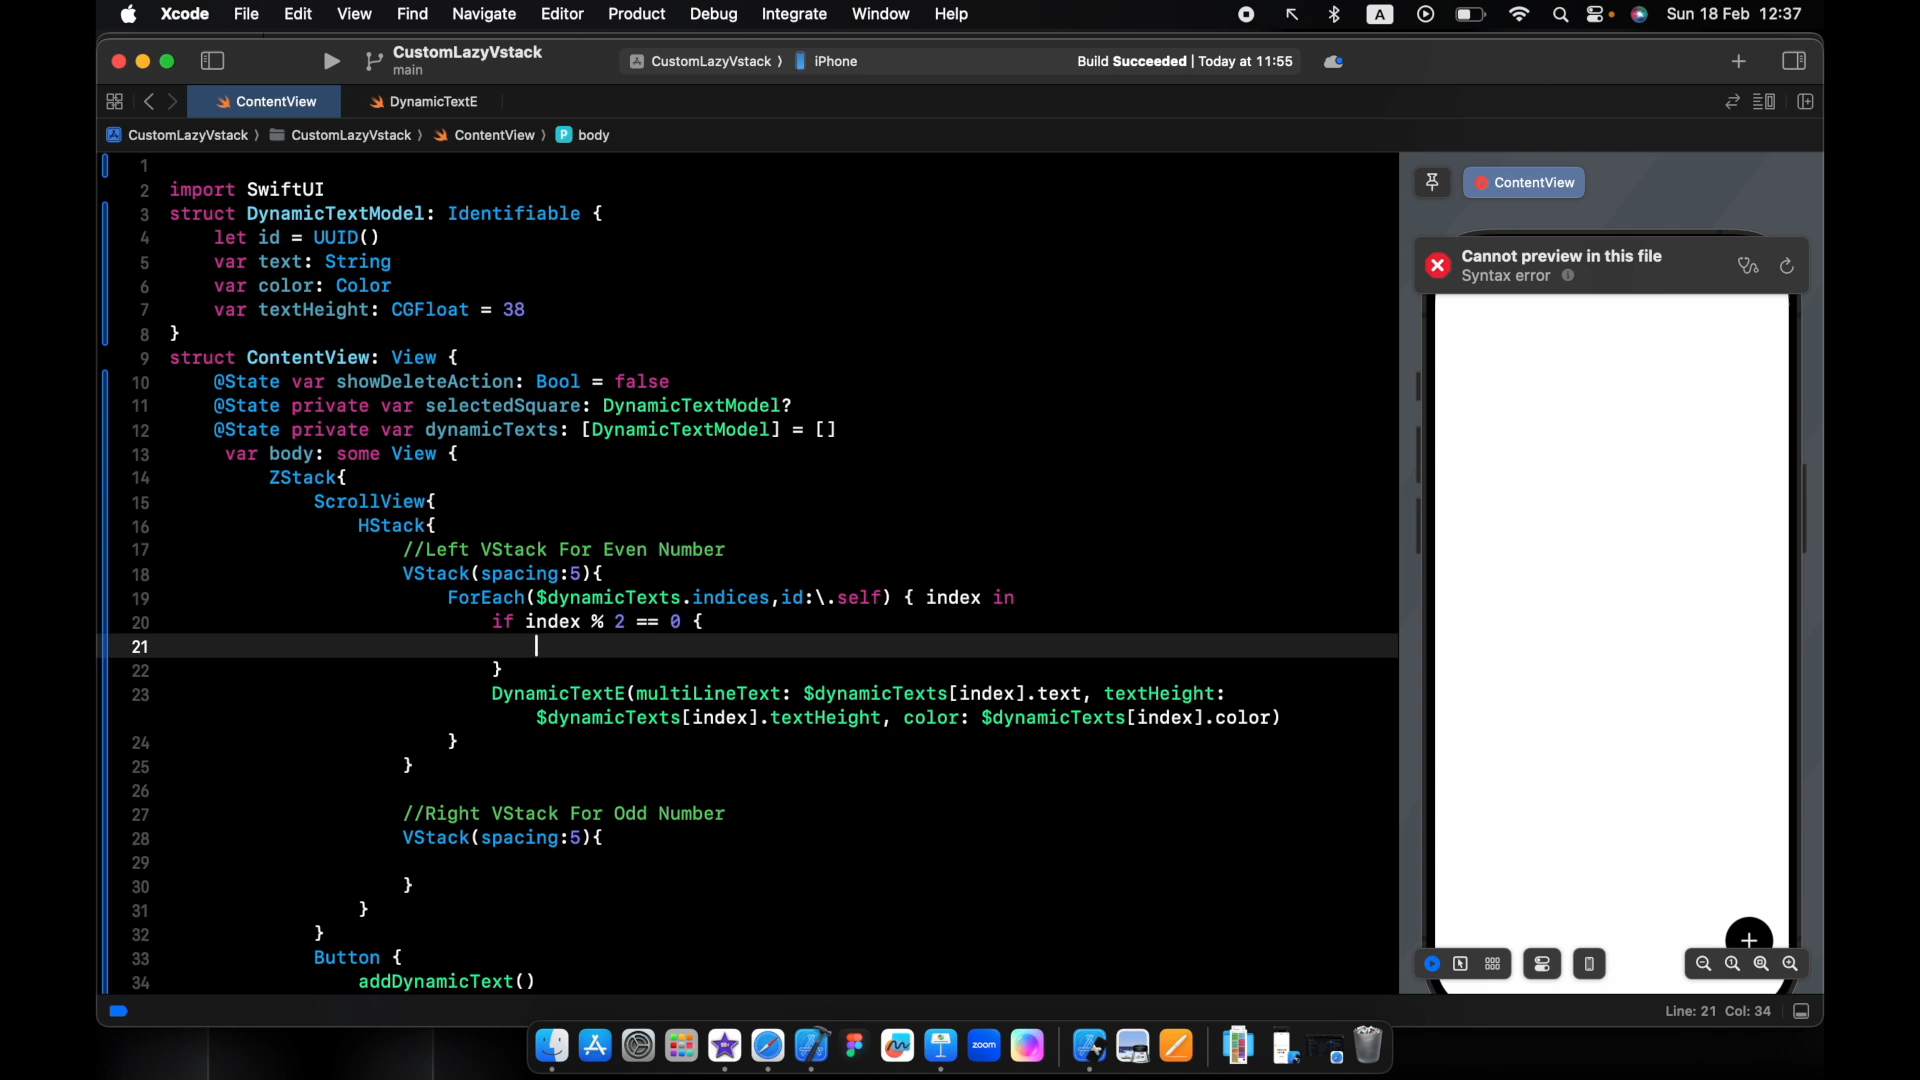 Xcode File Edit View Find Navigate Editor Product Debug Integrate Window Help A Sun 18 Feb 12:37
CustomLazyVstack
main
CustomLazyVstack 〉 iPhone
Build Succeeded | Today at 11:55
ContentView
DynamicTextE
CustomLazyVstack 〉 CustomLazyVstack 〉 ContentView 〉 P body
1
2 import SwiftUI
3 struct DynamicTextModel: Identifiable {
4 let id = UUID()
5 var text: String
6 var color: Color
7 var textHeight: CGFloat = 38
8 }
9 struct ContentView: View {
10 @State var showDeleteAction: Bool = false
11 @State private var selectedSquare: DynamicTextModel?
12 @State private var dynamicTexts: [DynamicTextModel] = []
13 var body: some View {
14 ZStack{
15 ScrollView{
16 HStack{
17 //Left VStack For Even Number
18 VStack(spacing:5){
19 ForEach($dynamicTexts.indices,id:\.self) { index in
20 if index % 2 == 0 {
21
22 }
23 DynamicTextE(multiLineText: $dynamicTexts[index].text, textHeight:
$dynamicTexts[index].textHeight, color: $dynamicTexts[index].color)
24 }
25 }
26
27 //Right VStack For Odd Number
28 VStack(spacing:5){
29
30 }
31 }
32 }
33 Button {
34 addDynamicText()
ContentView
Cannot preview in this file
Syntax error
Line: 21 Col: 34
zoom